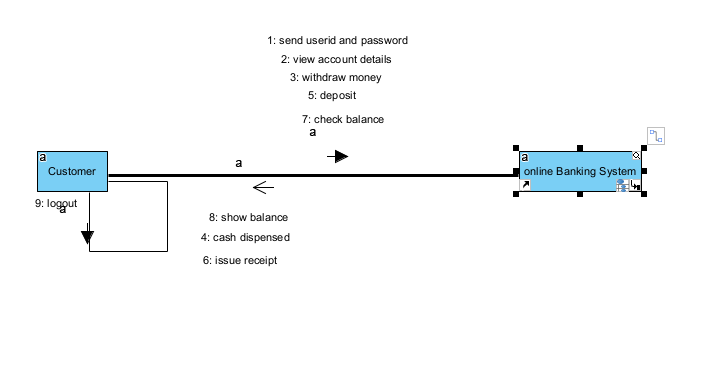 1: send userid and password
2: view account details
3: withdraw money
5: deposit
7: check balance
a
a
a
a
Customer
online Banking System
9: logout
a
8: show balance
4: cash dispensed
6: issue receipt